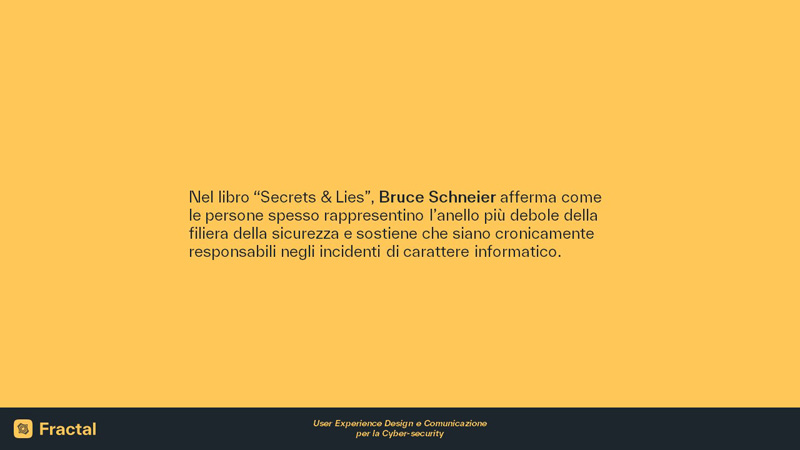 Nel libro “Secrets & Lies”, Bruce Schneier afferma come
le persone spesso rappresentino l’anello più debole della
filiera della sicurezza e sostiene che siano cronicamente
responsabili negli incidenti di carattere informatico.
Fractal
User Experience Design e Comunicazione
per la Cyber-security